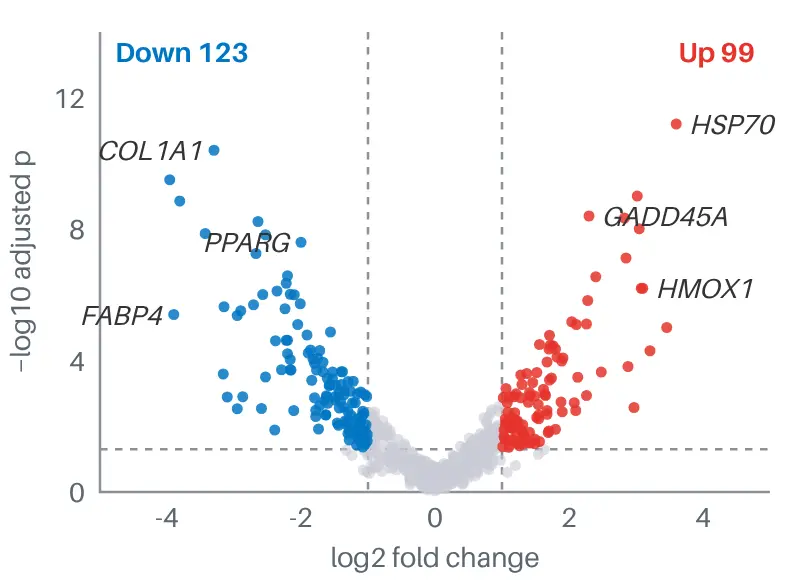 Down 123
Up 99
12
HSP70
COL1A1
8
GADD45A
PPARG
HMOX1
FABP4
4
0
-4
-2
0
2
4
log2 fold change
−log10 adjusted p